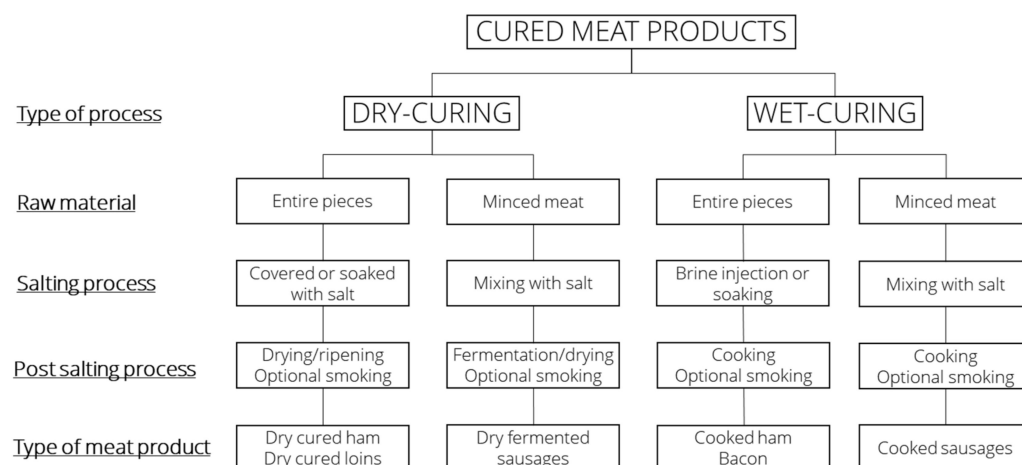 CURED MEAT PRODUCTS
Type of process
DRY-CURING
WET-CURING
Raw material
Entire pieces
Minced meat
Entire pieces
Minced meat
Salting process
Covered or soaked
with salt
Mixing with salt
Brine injection or
soaking
Mixing with salt
Post salting process
Drying/ripening
Optional smoking
Fermentation/drying
Optional smoking
Cooking
Optional smoking
Cooking
Optional smoking
Type of meat product
Dry cured ham
Dry cured loins
Dry fermented
sausages
Cooked ham
Bacon
Cooked sausages